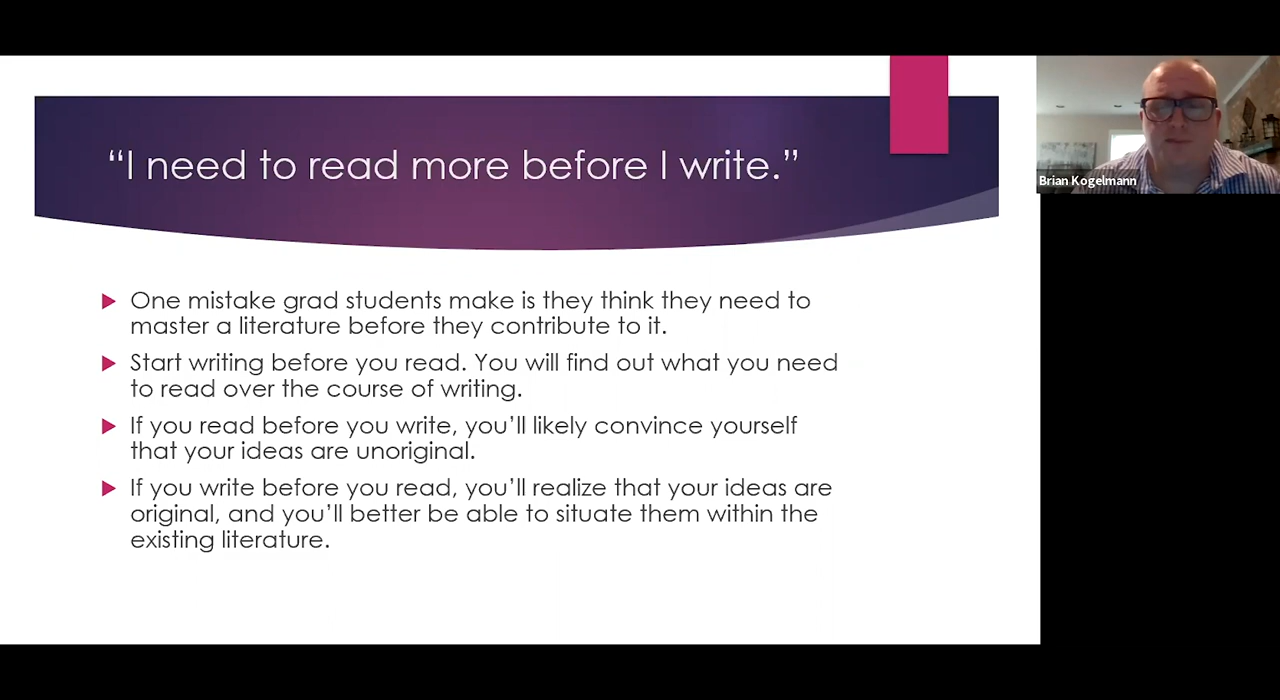 “I need to read more before I write.”
Brian Kogelmann
One mistake grad students make is they think they need to
master a literature before they contribute to it.
Start writing before you read. You will find out what you need
to read over the course of writing.
If you read before you write, you’ll likely convince yourself
that your ideas are unoriginal.
If you write before you read, you’ll realize that your ideas are
original, and you’ll better be able to situate them within the
existing literature.